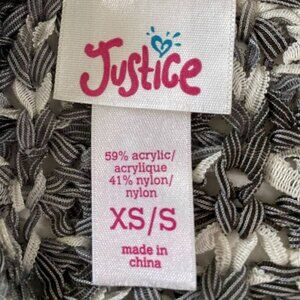 Justice
59% acrylic/
acrylique
41% nylon/
nylon
XS/S
made in
china